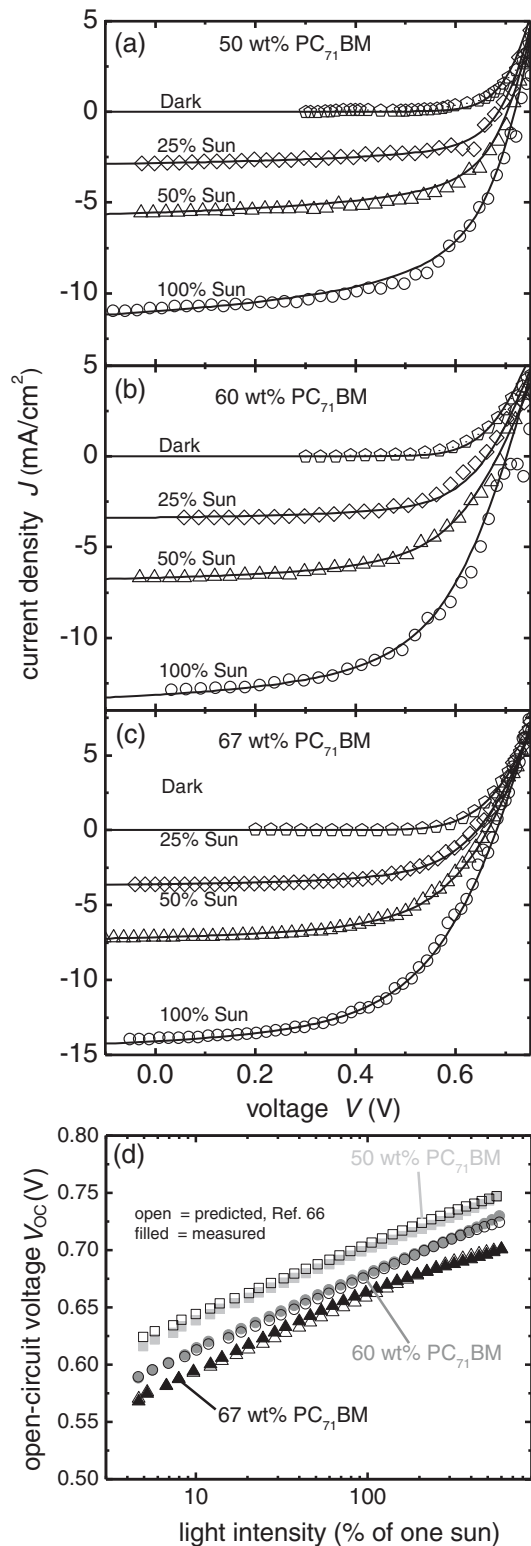 5
(a)
50 wt% PC₇₁BM
0
Dark
25% Sun
-5
50% Sun
-10
100% Sun
5
(b)
60 wt% PC₇₁BM
0
Dark
25% Sun
-5
50% Sun
-10
100% Sun
current density J (mA/cm²)
(c)
67 wt% PC₇₁BM
5
Dark
0
25% Sun
-5
50% Sun
-10
100% Sun
-15
0.0 0.2 0.4 0.6
voltage V (V)
0.80
(d)
50 wt% PC₇₁BM
0.75
open = predicted, Ref. 66
filled = measured
0.70
0.65
0.60
60 wt% PC₇₁BM
0.55
67 wt% PC₇₁BM
0.50
open-circuit voltage V_OC (V)
10 100
light intensity (% of one sun)